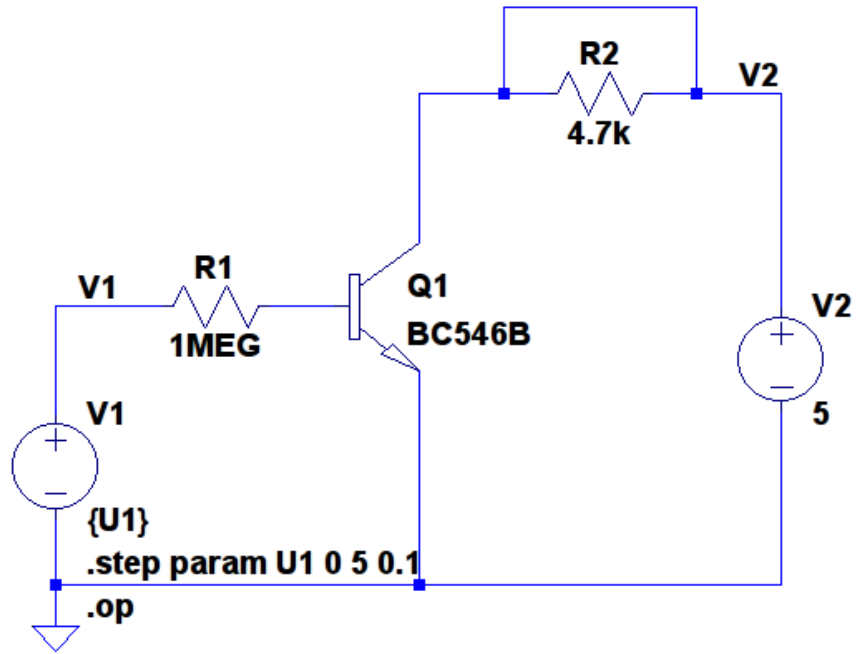 R2
V2
4.7k
R1
V1
Q1
1MEG
BC546B
V2
V1
5
{U1}
.step param U1 0 5 0.1
.op